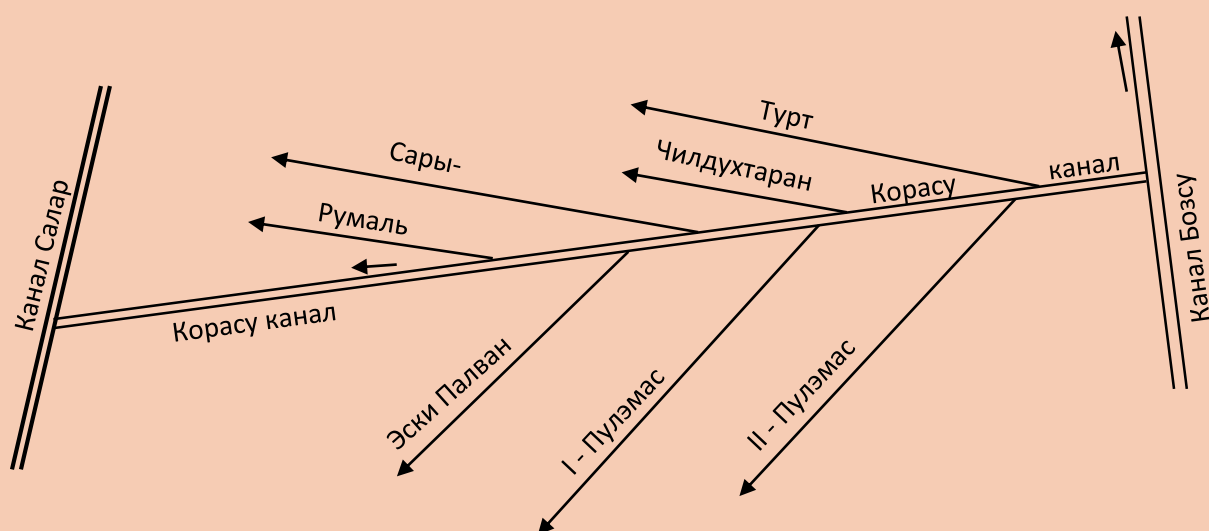 Турт
Сары-
Чилдухтаран
канал
Корасу
Румаль
Канал Салар
Канал Бозсу
Корасу канал
Эски Палван
I - Пулэмас
II - Пулэмас